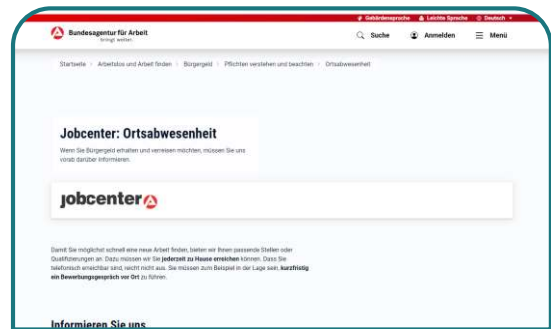 Gebärdensprache Leichte Sprache Deutsch
Bundesagentur für Arbeit
bringt weiter.
Suche Anmelden Menü
Startseite Arbeitslos und Arbeit finden Bürgergeld Pflichten verstehen und beachten Ortsabwesenheit
Jobcenter: Ortsabwesenheit
Wenn Sie Bürgergeld erhalten und verreisen möchten, müssen Sie uns
vorab darüber informieren.
jobcenter
Damit Sie möglichst schnell eine neue Arbeit finden, bieten wir Ihnen passende Stellen oder
Qualifizierungen an. Dazu müssen wir Sie jederzeit zu Hause erreichen können. Dass Sie
telefonisch erreichbar sind, reicht nicht aus. Sie müssen zum Beispiel in der Lage sein, kurzfristig
ein Bewerbungsgespräch vor Ort zu führen.
Informieren Sie uns